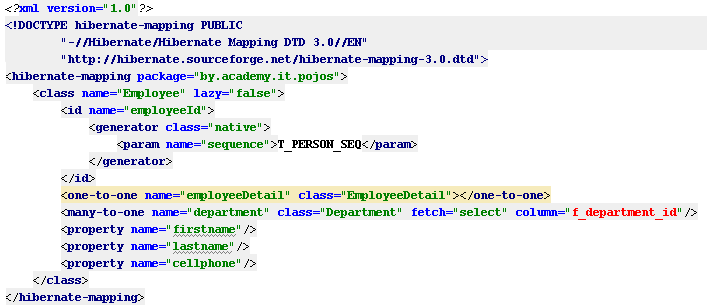 <?xml version="1.0"?>
<!DOCTYPE hibernate-mapping PUBLIC
        "-//Hibernate/Hibernate Mapping DTD 3.0//EN"
        "http://hibernate.sourceforge.net/hibernate-mapping-3.0.dtd">
<hibernate-mapping package="by.academy.it.pojos">
    <class name="Employee" lazy="false">
        <id name="employeeId">
            <generator class="native">
                <param name="sequence">T_PERSON_SEQ</param>
            </generator>
        </id>
        <one-to-one name="employeeDetail" class="EmployeeDetail"></one-to-one>
        <many-to-one name="department" class="Department" fetch="select" column="f_department_id"/>
        <property name="firstname"/>
        <property name="lastname"/>
        <property name="cellphone"/>
    </class>
</hibernate-mapping>